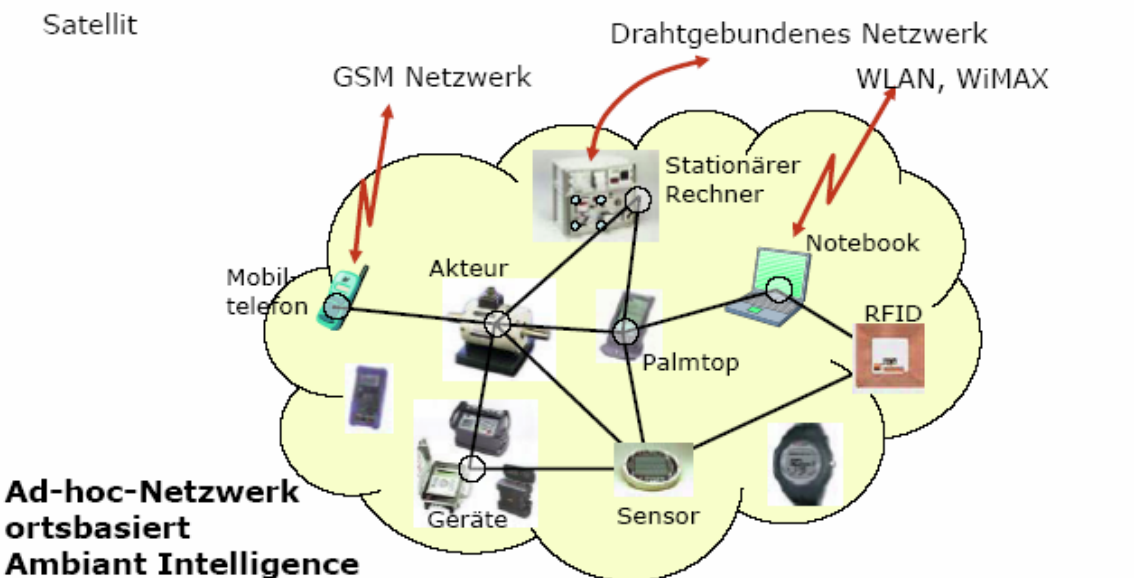 Satellit
Drahtgebundenes Netzwerk
GSM Netzwerk
WLAN, WiMAX
Stationärer
Rechner
Notebook
Akteur
Mobil-
telefon
RFID
Palmtop
Geräte
Sensor
Ad-hoc-Netzwerk
ortsbasiert
Ambiant Intelligence